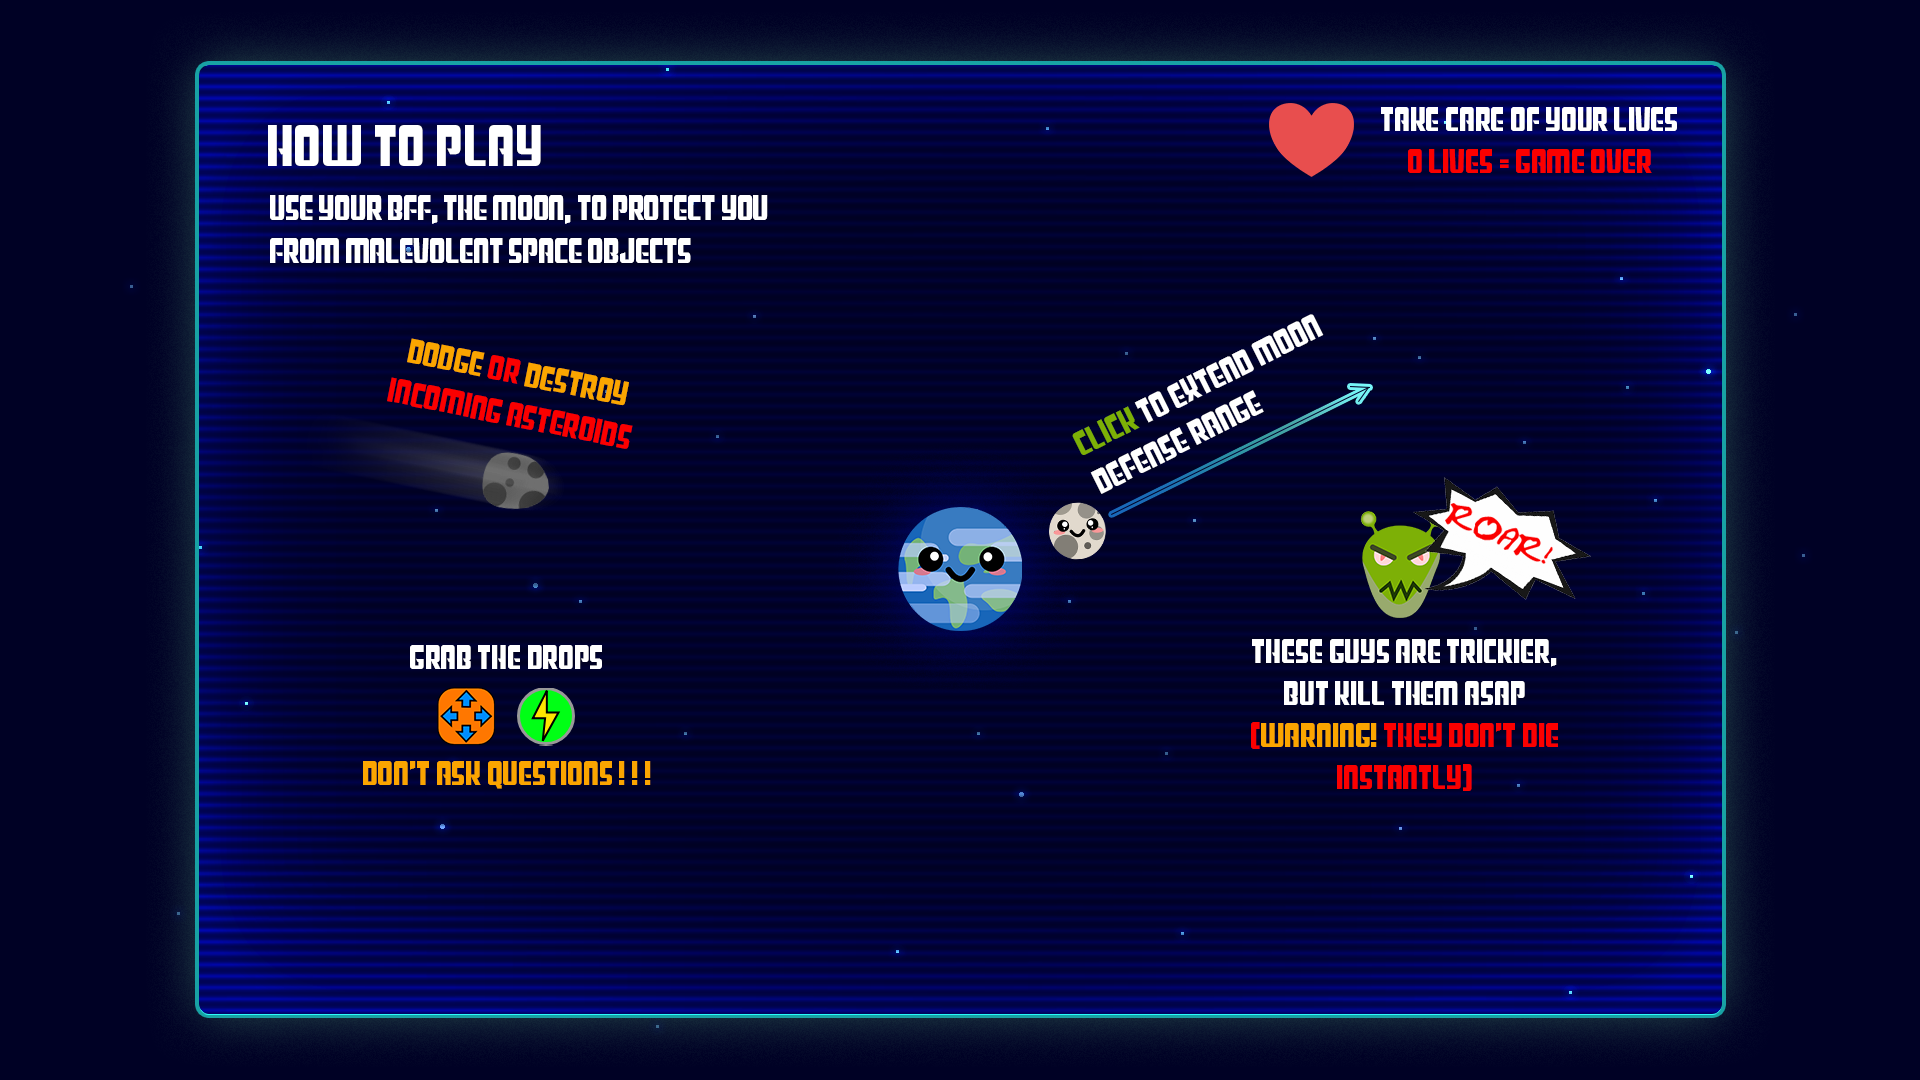 HOW TO PLAY
USE YOUR BFF, THE MOON, TO PROTECT YOU
FROM MALEVOLENT SPACE OBJECTS
TAKE CARE OF YOUR LIVES
0 LIVES = GAME OVER
DODGE OR DESTROY
INCOMING ASTEROIDS
CLICK TO EXTEND MOON
DEFENSE RANGE
ROAR!
GRAB THE DROPS
DON'T ASK QUESTIONS!!!
THESE GUYS ARE TRICKIER,
BUT KILL THEM ASAP
(WARNING! THEY DON'T DIE
INSTANTLY)